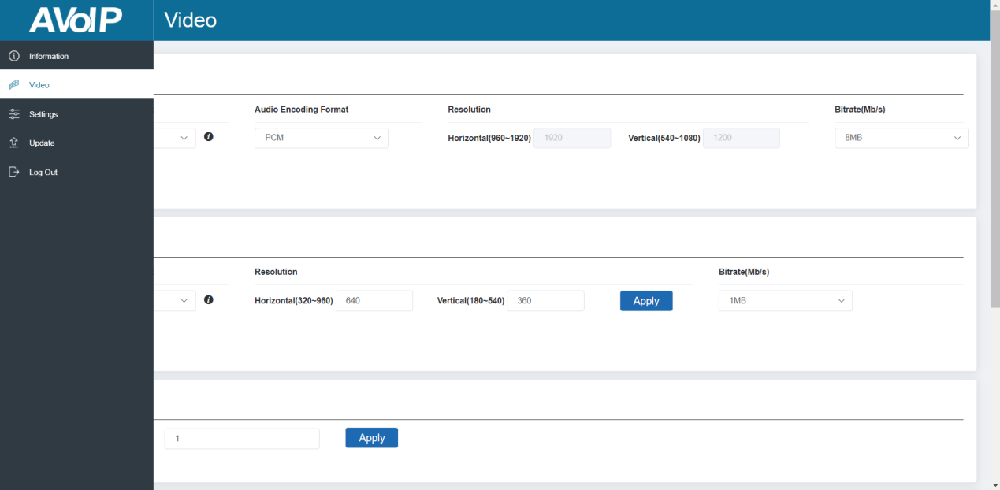 AVoIP
Video
Information
Video
Settings
Update
Log Out
Audio Encoding Format
Resolution
Bitrate(Mb/s)
PCM
Horizontal(960~1920)
1920
Vertical(540~1080)
1200
8MB
Resolution
Bitrate(Mb/s)
Horizontal(320~960)
640
Vertical(180~540)
360
Apply
1MB
1
Apply